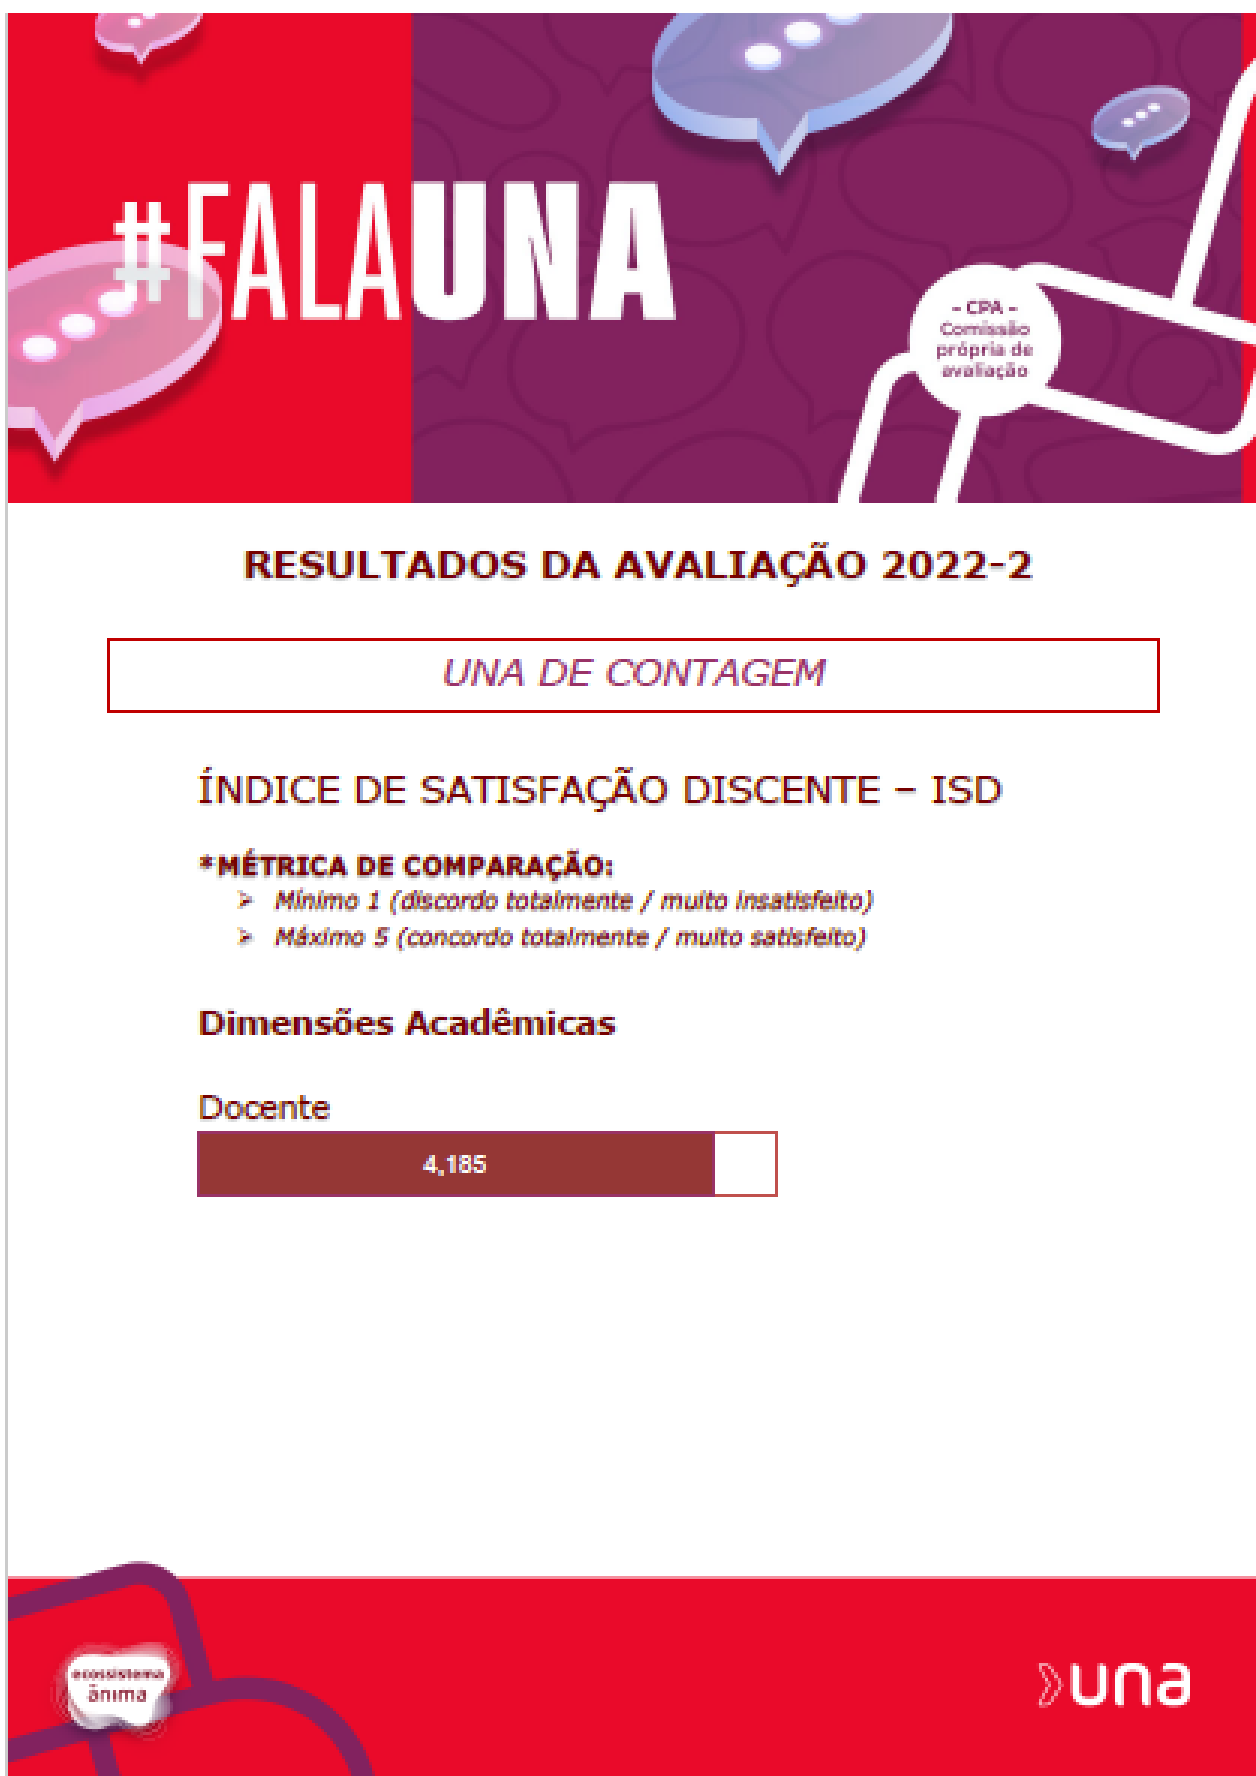 #FALAUNA
- CPA -
Comissão
própria de
avaliação
RESULTADOS DA AVALIAÇÃO 2022-2
UNA DE CONTAGEM
ÍNDICE DE SATISFAÇÃO DISCENTE – ISD
*MÉTRICA DE COMPARAÇÃO:
➢ Mínimo 1 (discordo totalmente / muito insatisfeito)
➢ Máximo 5 (concordo totalmente / muito satisfeito)
Dimensões Acadêmicas
Docente
4,185
ecossistema
ânima
una